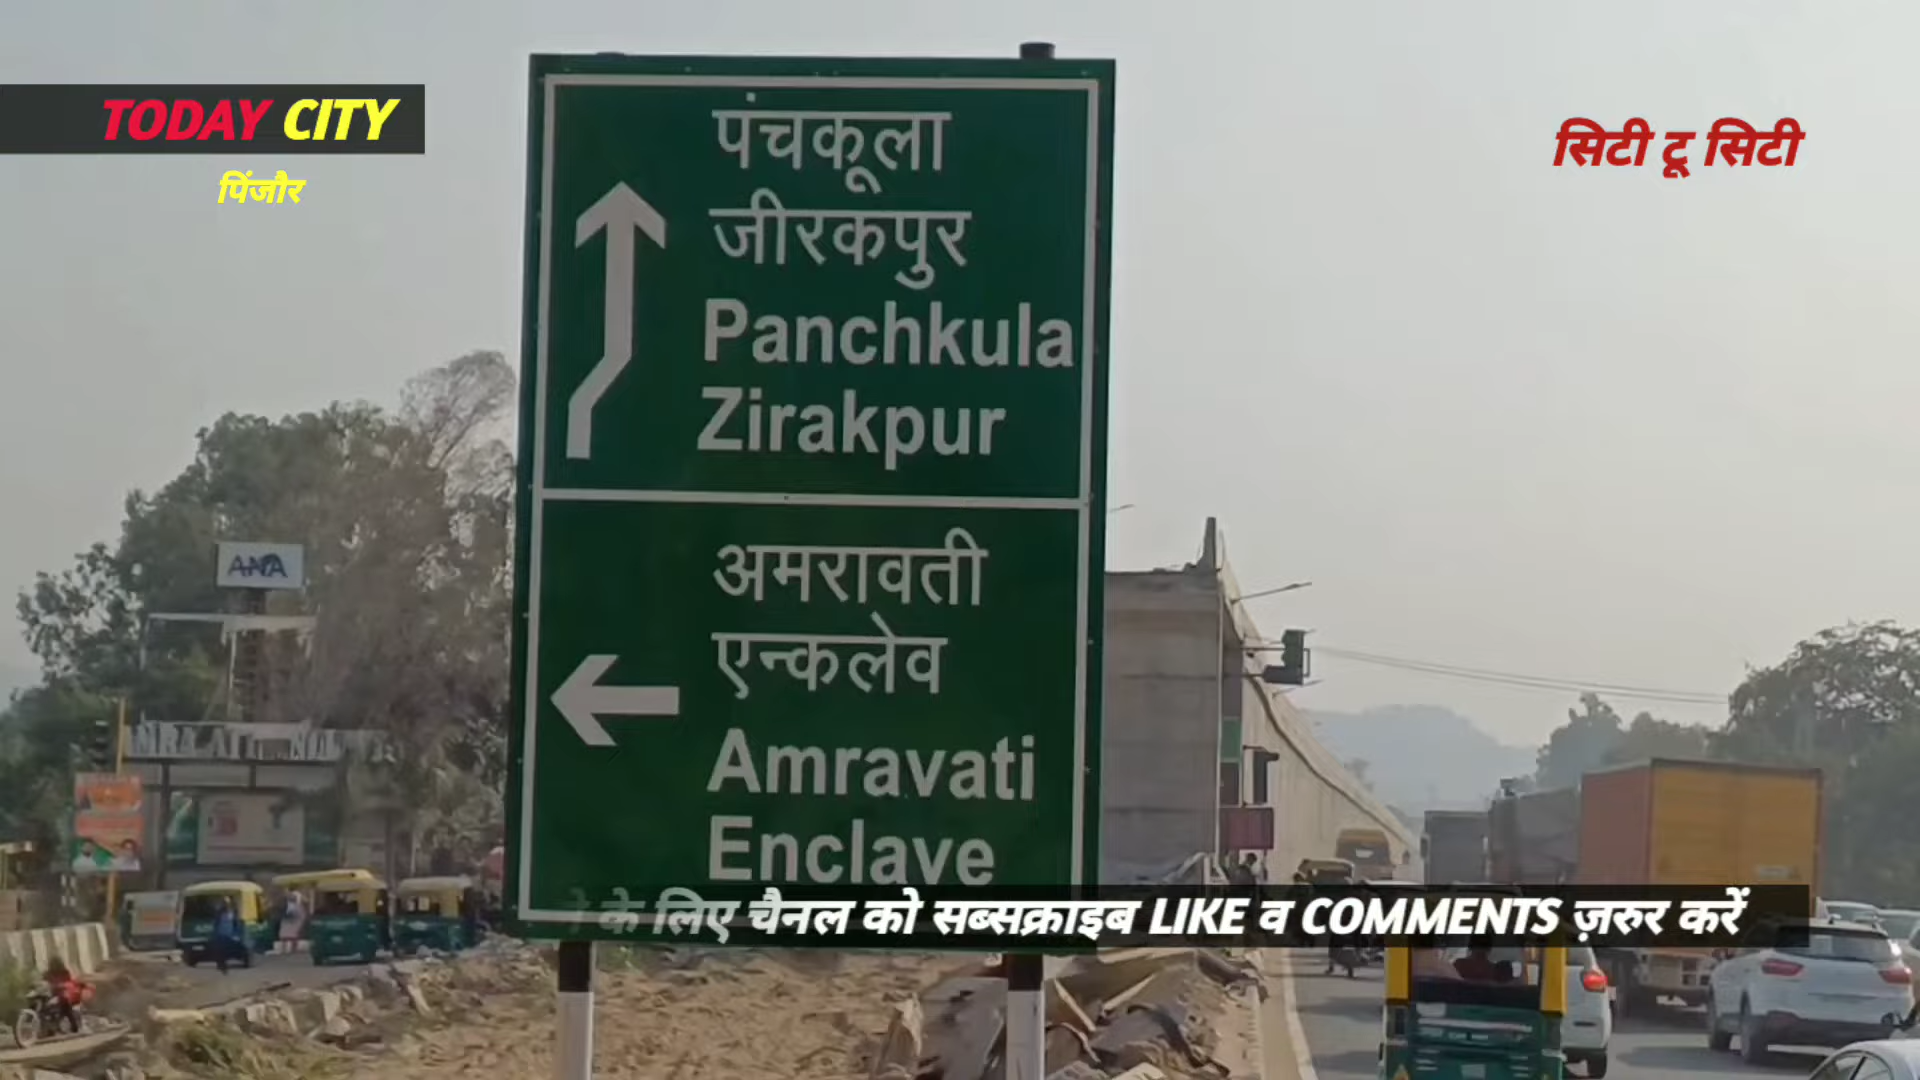 TODAY CITY
पिंजौर
सिटी टू सिटी
पंचकूला
जीरकपुर
Panchkula
Zirakpur
अमरावती
एन्कलेव
Amravati
Enclave
ANA
के लिए चैनल को सब्सक्राइब LIKE व COMMENTS ज़रुर करें